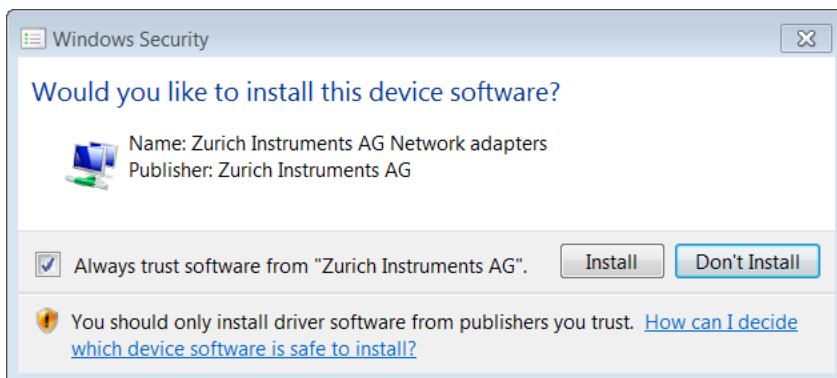 Windows Security
Would you like to install this device software?
Name: Zurich Instruments AG Network adapters
Publisher: Zurich Instruments AG
Always trust software from "Zurich Instruments AG". Install Don't Install
You should only install driver software from publishers you trust. How can I decide
which device software is safe to install?